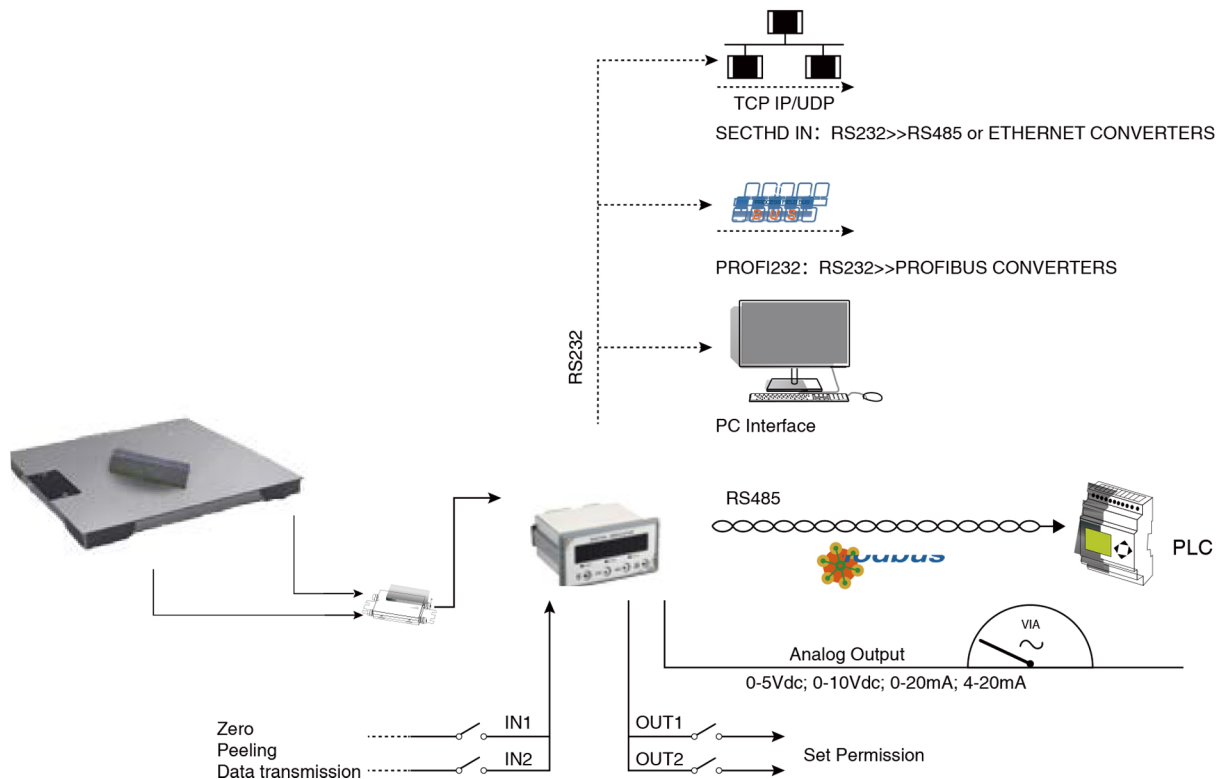 TCP IP/UDP
SECTHD IN：RS232>>RS485 or ETHERNET CONVERTERS
BUS
PROFI232：RS232>>PROFIBUS CONVERTERS
RS232
PC Interface
RS485
PLC
VIA
Analog Output
0-5Vdc; 0-10Vdc; 0-20mA; 4-20mA
Zero
Peeling
Data transmission
IN1
IN2
OUT1
OUT2
Set Permission